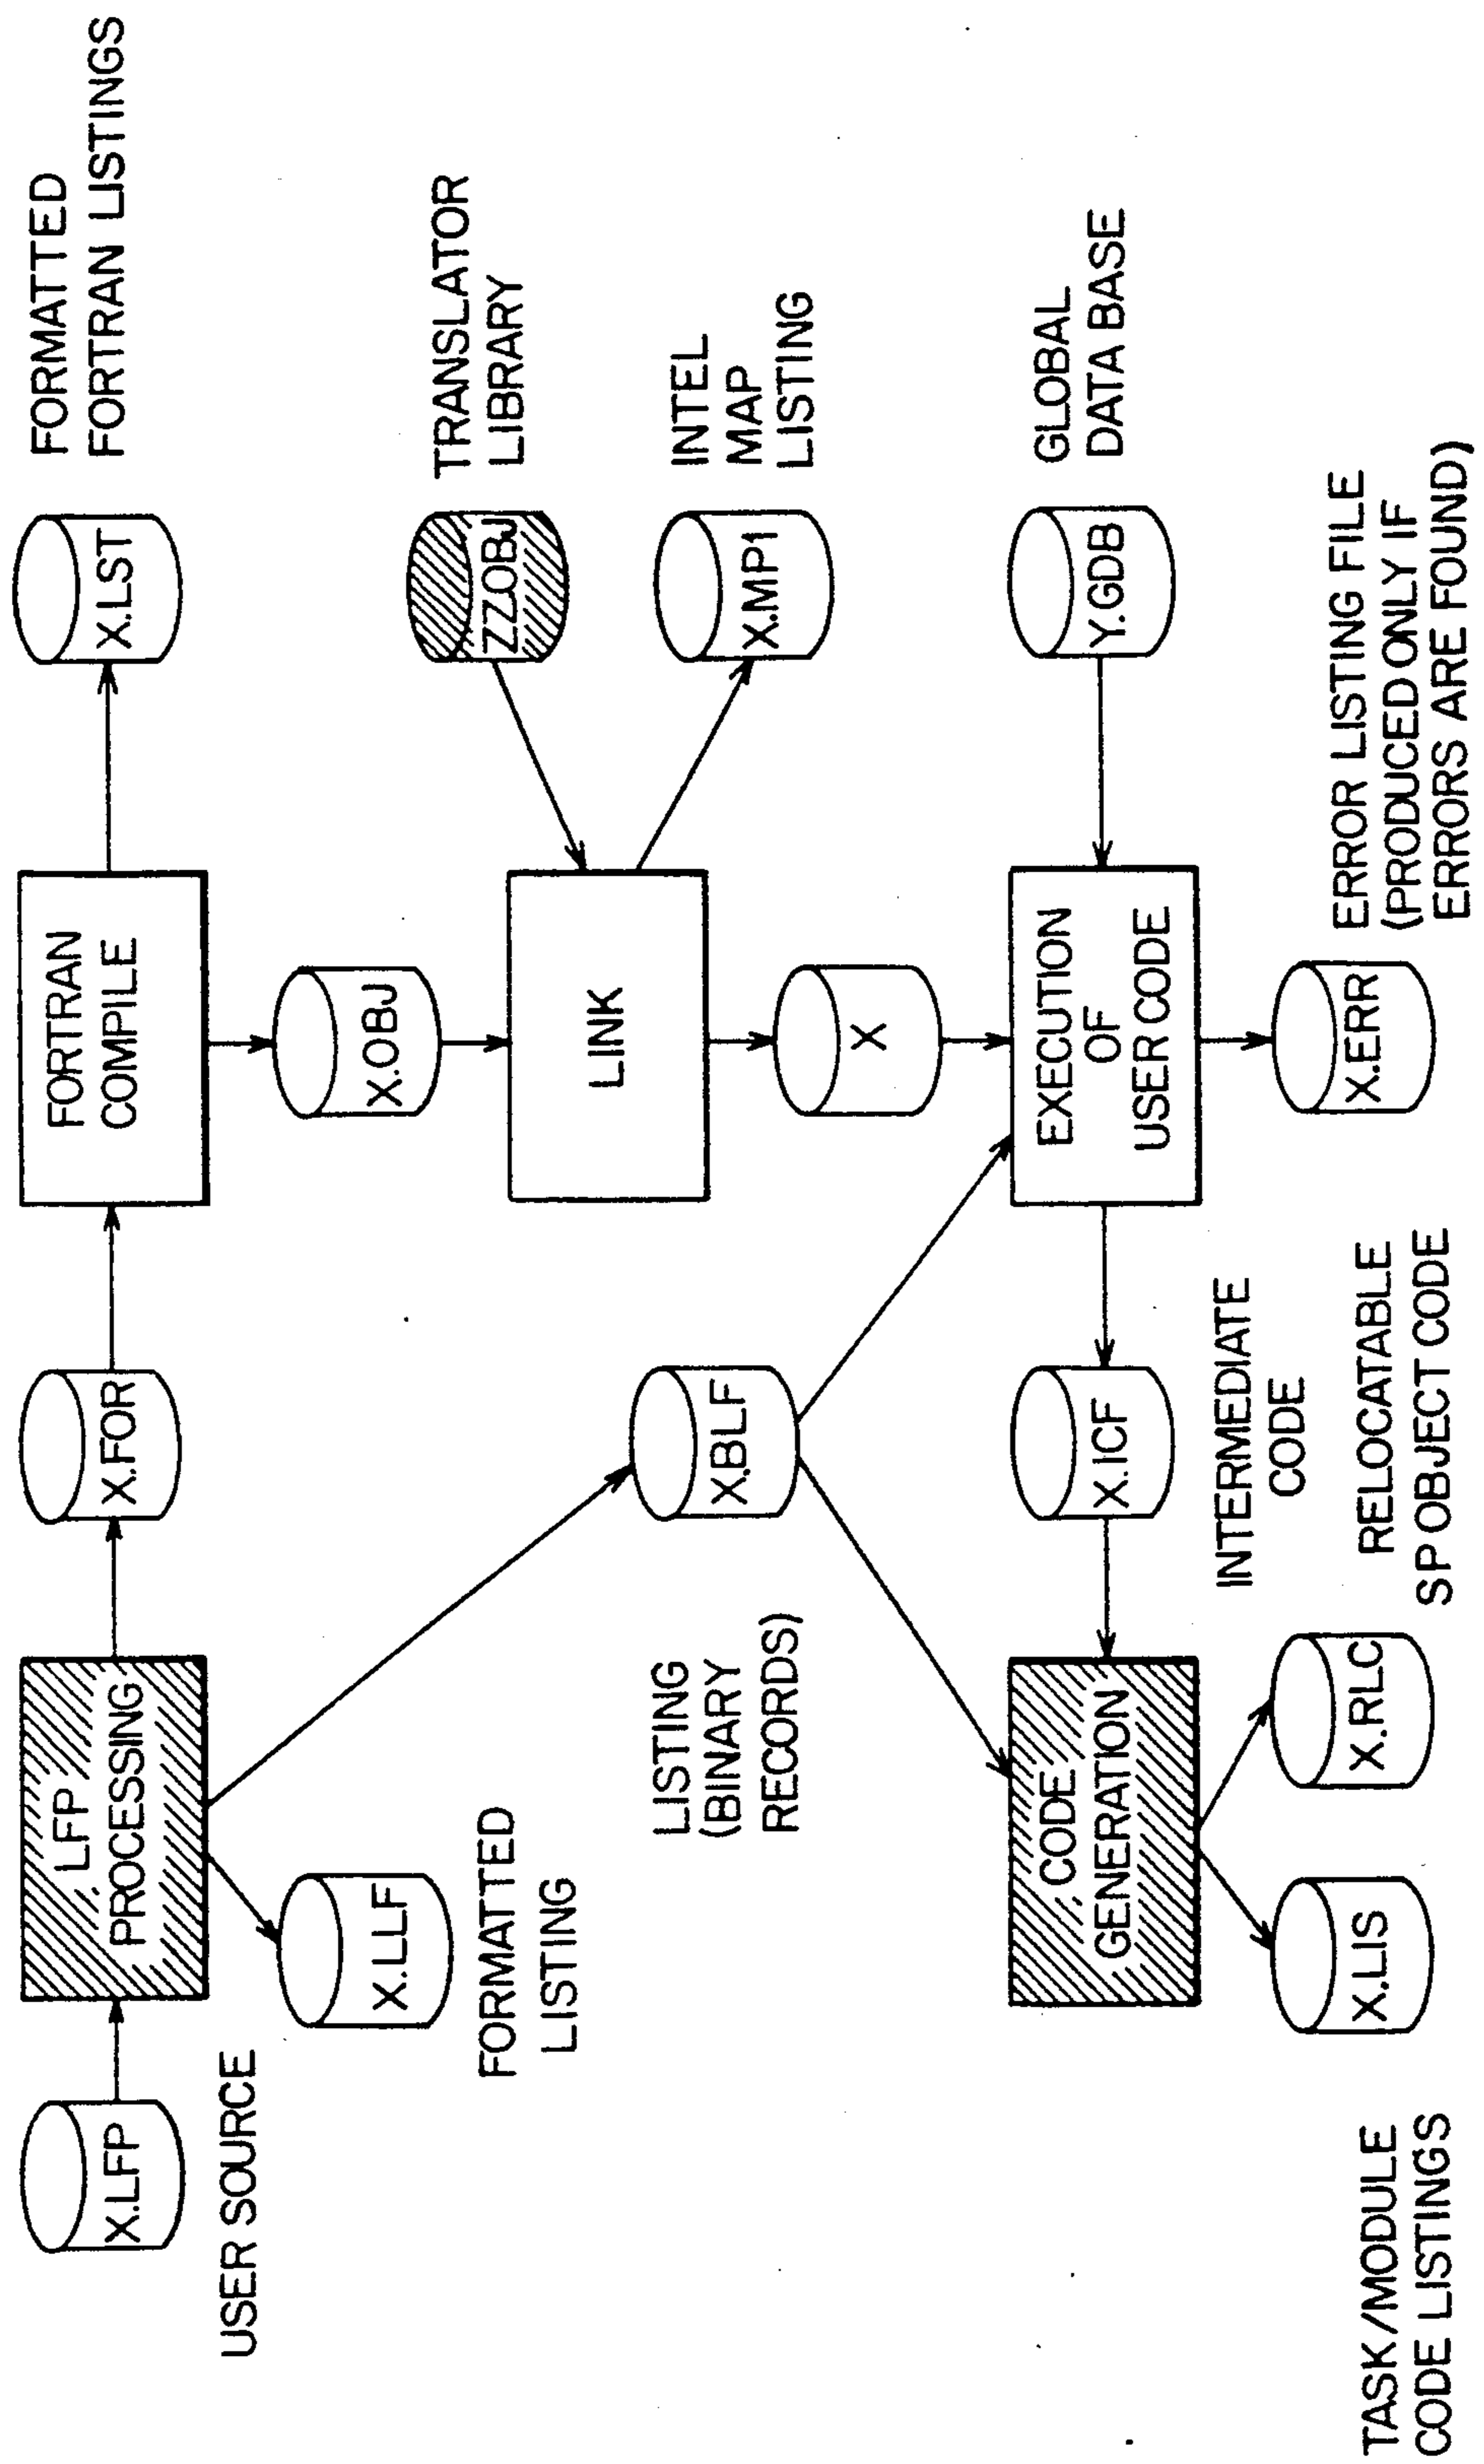 X.LFP
USER SOURCE
LFP
PROCESSING
X.FOR
FORTRAN
COMPILE
X.LST
FORMATTED
FORTRAN LISTINGS
X.LLF
FORMATTED
LISTING
X.OBJ
ZZOBJ
TRANSLATOR
LIBRARY
LINK
X.MP1
INTEL
MAP
LISTING
LISTING
(BINARY
RECORDS)
X.BLF
X
CODE
GENERATION
X.ICF
INTERMEDIATE
CODE
EXECUTION
OF
USER CODE
Y.GDB
GLOBAL
DATA BASE
TASK/MODULE
CODE LISTINGS
X.LIS
X.RLC
RELOCATABLE
SP OBJECT CODE
X.ERR
ERROR LISTING FILE
(PRODUCED ONLY IF
ERRORS ARE FOUND)